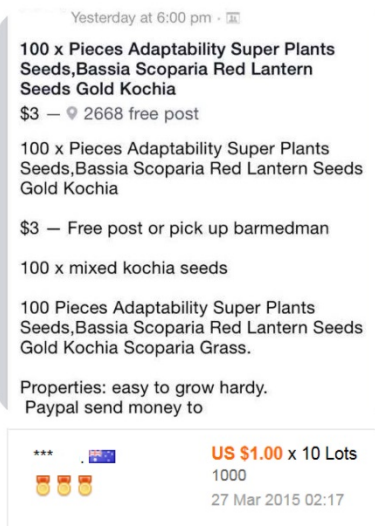 Yesterday at 6:00 pm ·
100 x Pieces Adaptability Super Plants
Seeds,Bassia Scoparia Red Lantern
Seeds Gold Kochia
$3 — 2668 free post
100 x Pieces Adaptability Super Plants
Seeds,Bassia Scoparia Red Lantern Seeds
Gold Kochia
$3 — Free post or pick up barmedman
100 x mixed kochia seeds
100 Pieces Adaptability Super Plants
Seeds,Bassia Scoparia Red Lantern Seeds
Gold Kochia Scoparia Grass.
Properties: easy to grow hardy.
Paypal send money to
*** . US $1.00 x 10 Lots
1000
27 Mar 2015 02:17